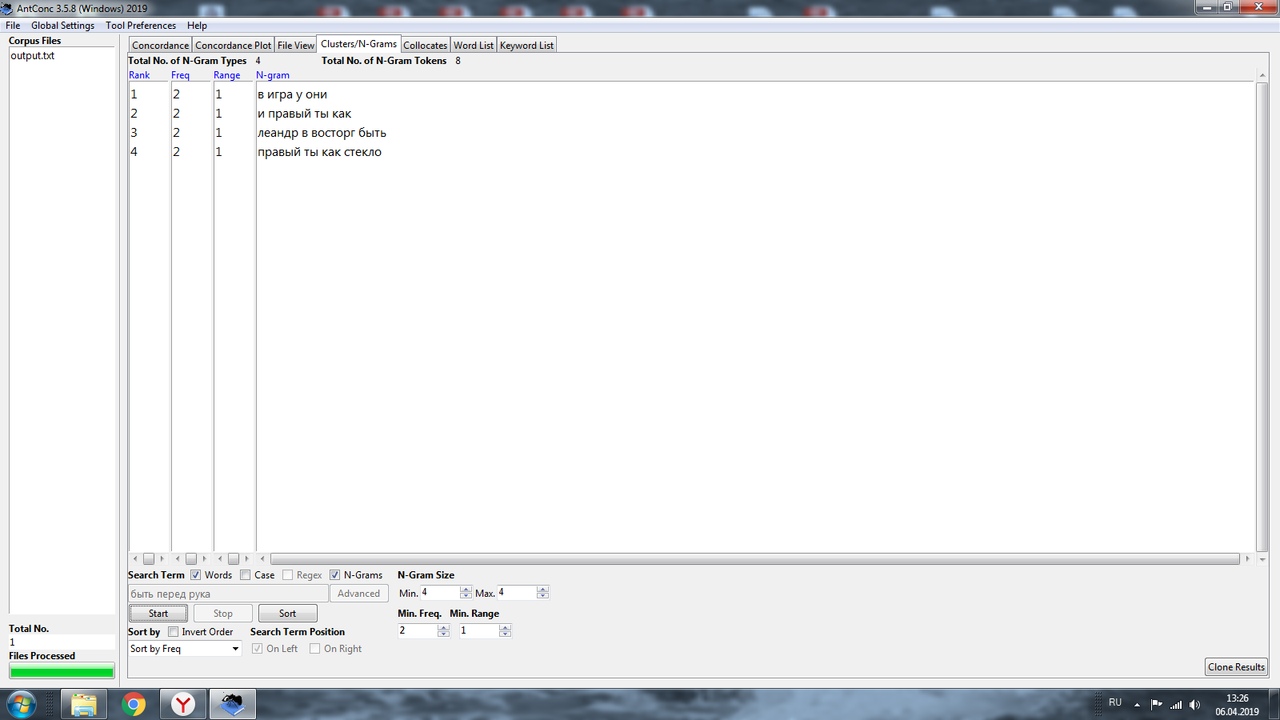 AntConc 3.5.8 (Windows) 2019
File Global Settings Tool Preferences Help
Corpus Files
output.txt
Total No.
1
Files Processed
Concordance Concordance Plot File View Clusters/N-Grams Collocates Word List Keyword List
Total No. of N-Gram Types 4 Total No. of N-Gram Tokens 8
Rank Freq Range N-gram
1 2 1 в игра у они
2 2 1 и правый ты как
3 2 1 леандр в восторг быть
4 2 1 правый ты как стекло
Search Term Words Case Regex N-Grams N-Gram Size
быть перед рука Advanced Min. 4 Max. 4
Start Stop Sort Min. Freq. Min. Range
Sort by Invert Order Search Term Position 2 1
Sort by Freq On Left On Right
Clone Results
RU 13:26
06.04.2019